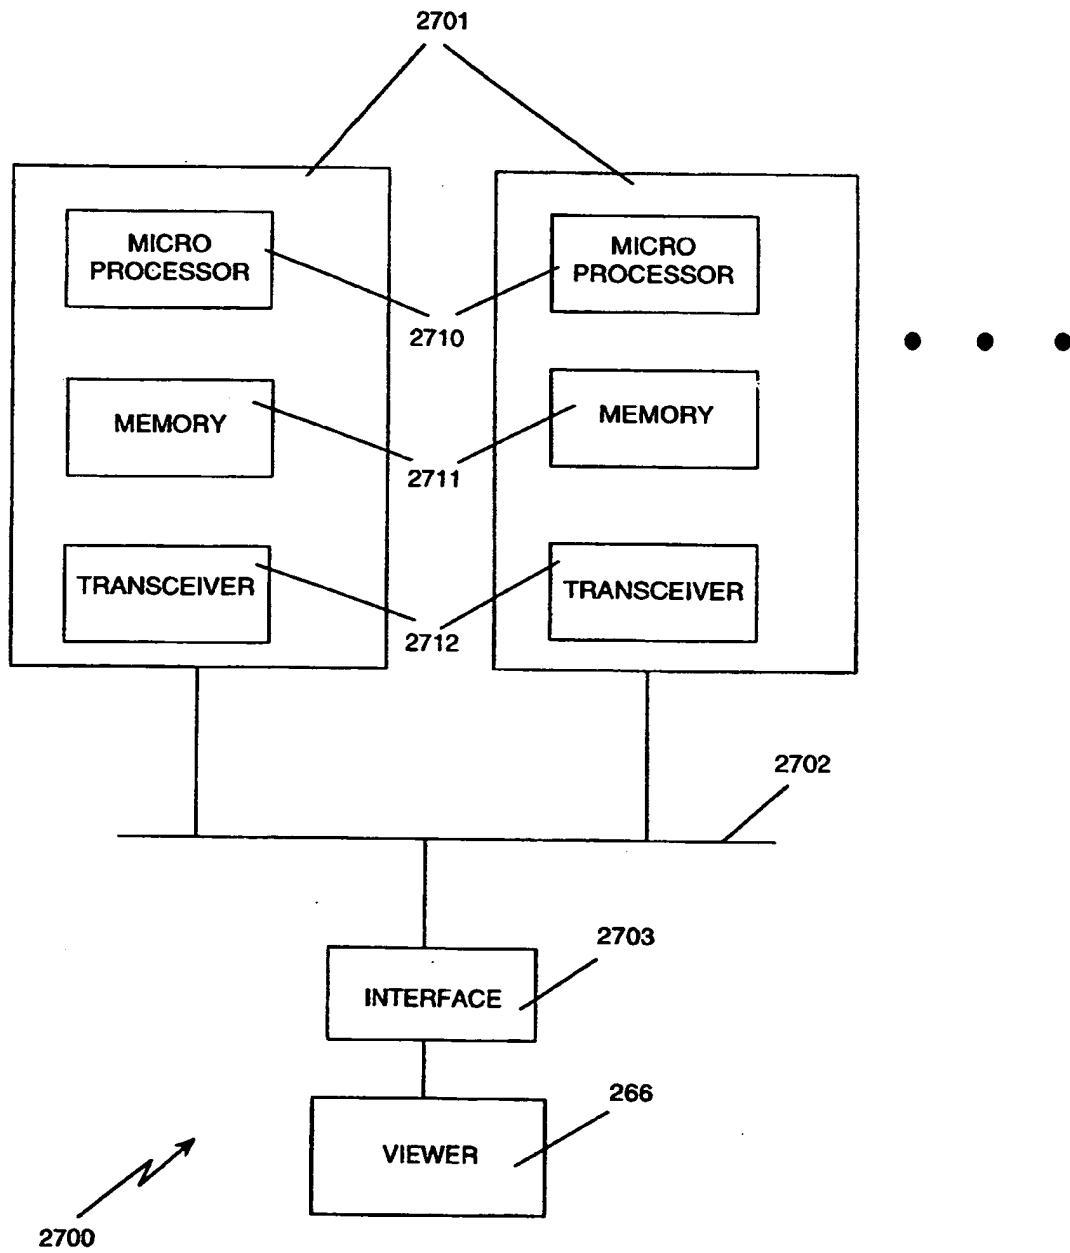 2701
MICRO
PROCESSOR
MICRO
PROCESSOR
2710
MEMORY
MEMORY
2711
TRANSCEIVER
TRANSCEIVER
2712
2702
2703
INTERFACE
266
VIEWER
2700